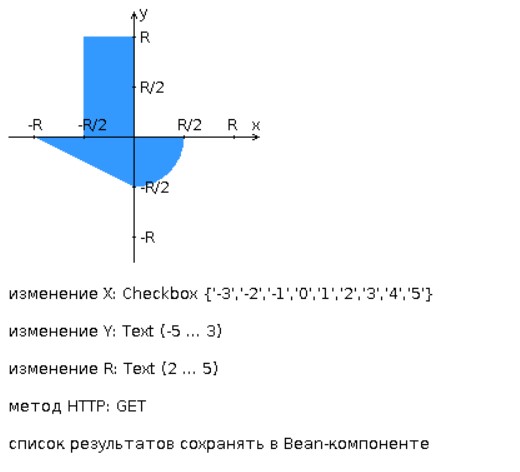 y
R
R/2
-R
-R/2
R/2
R
x
-R/2
-R
изменение X: Checkbox {'-3','-2','-1','0','1','2','3','4','5'}
изменение Y: Text (-5 ... 3)
изменение R: Text (2 ... 5)
метод HTTP: GET
список результатов сохранять в Bean-компоненте